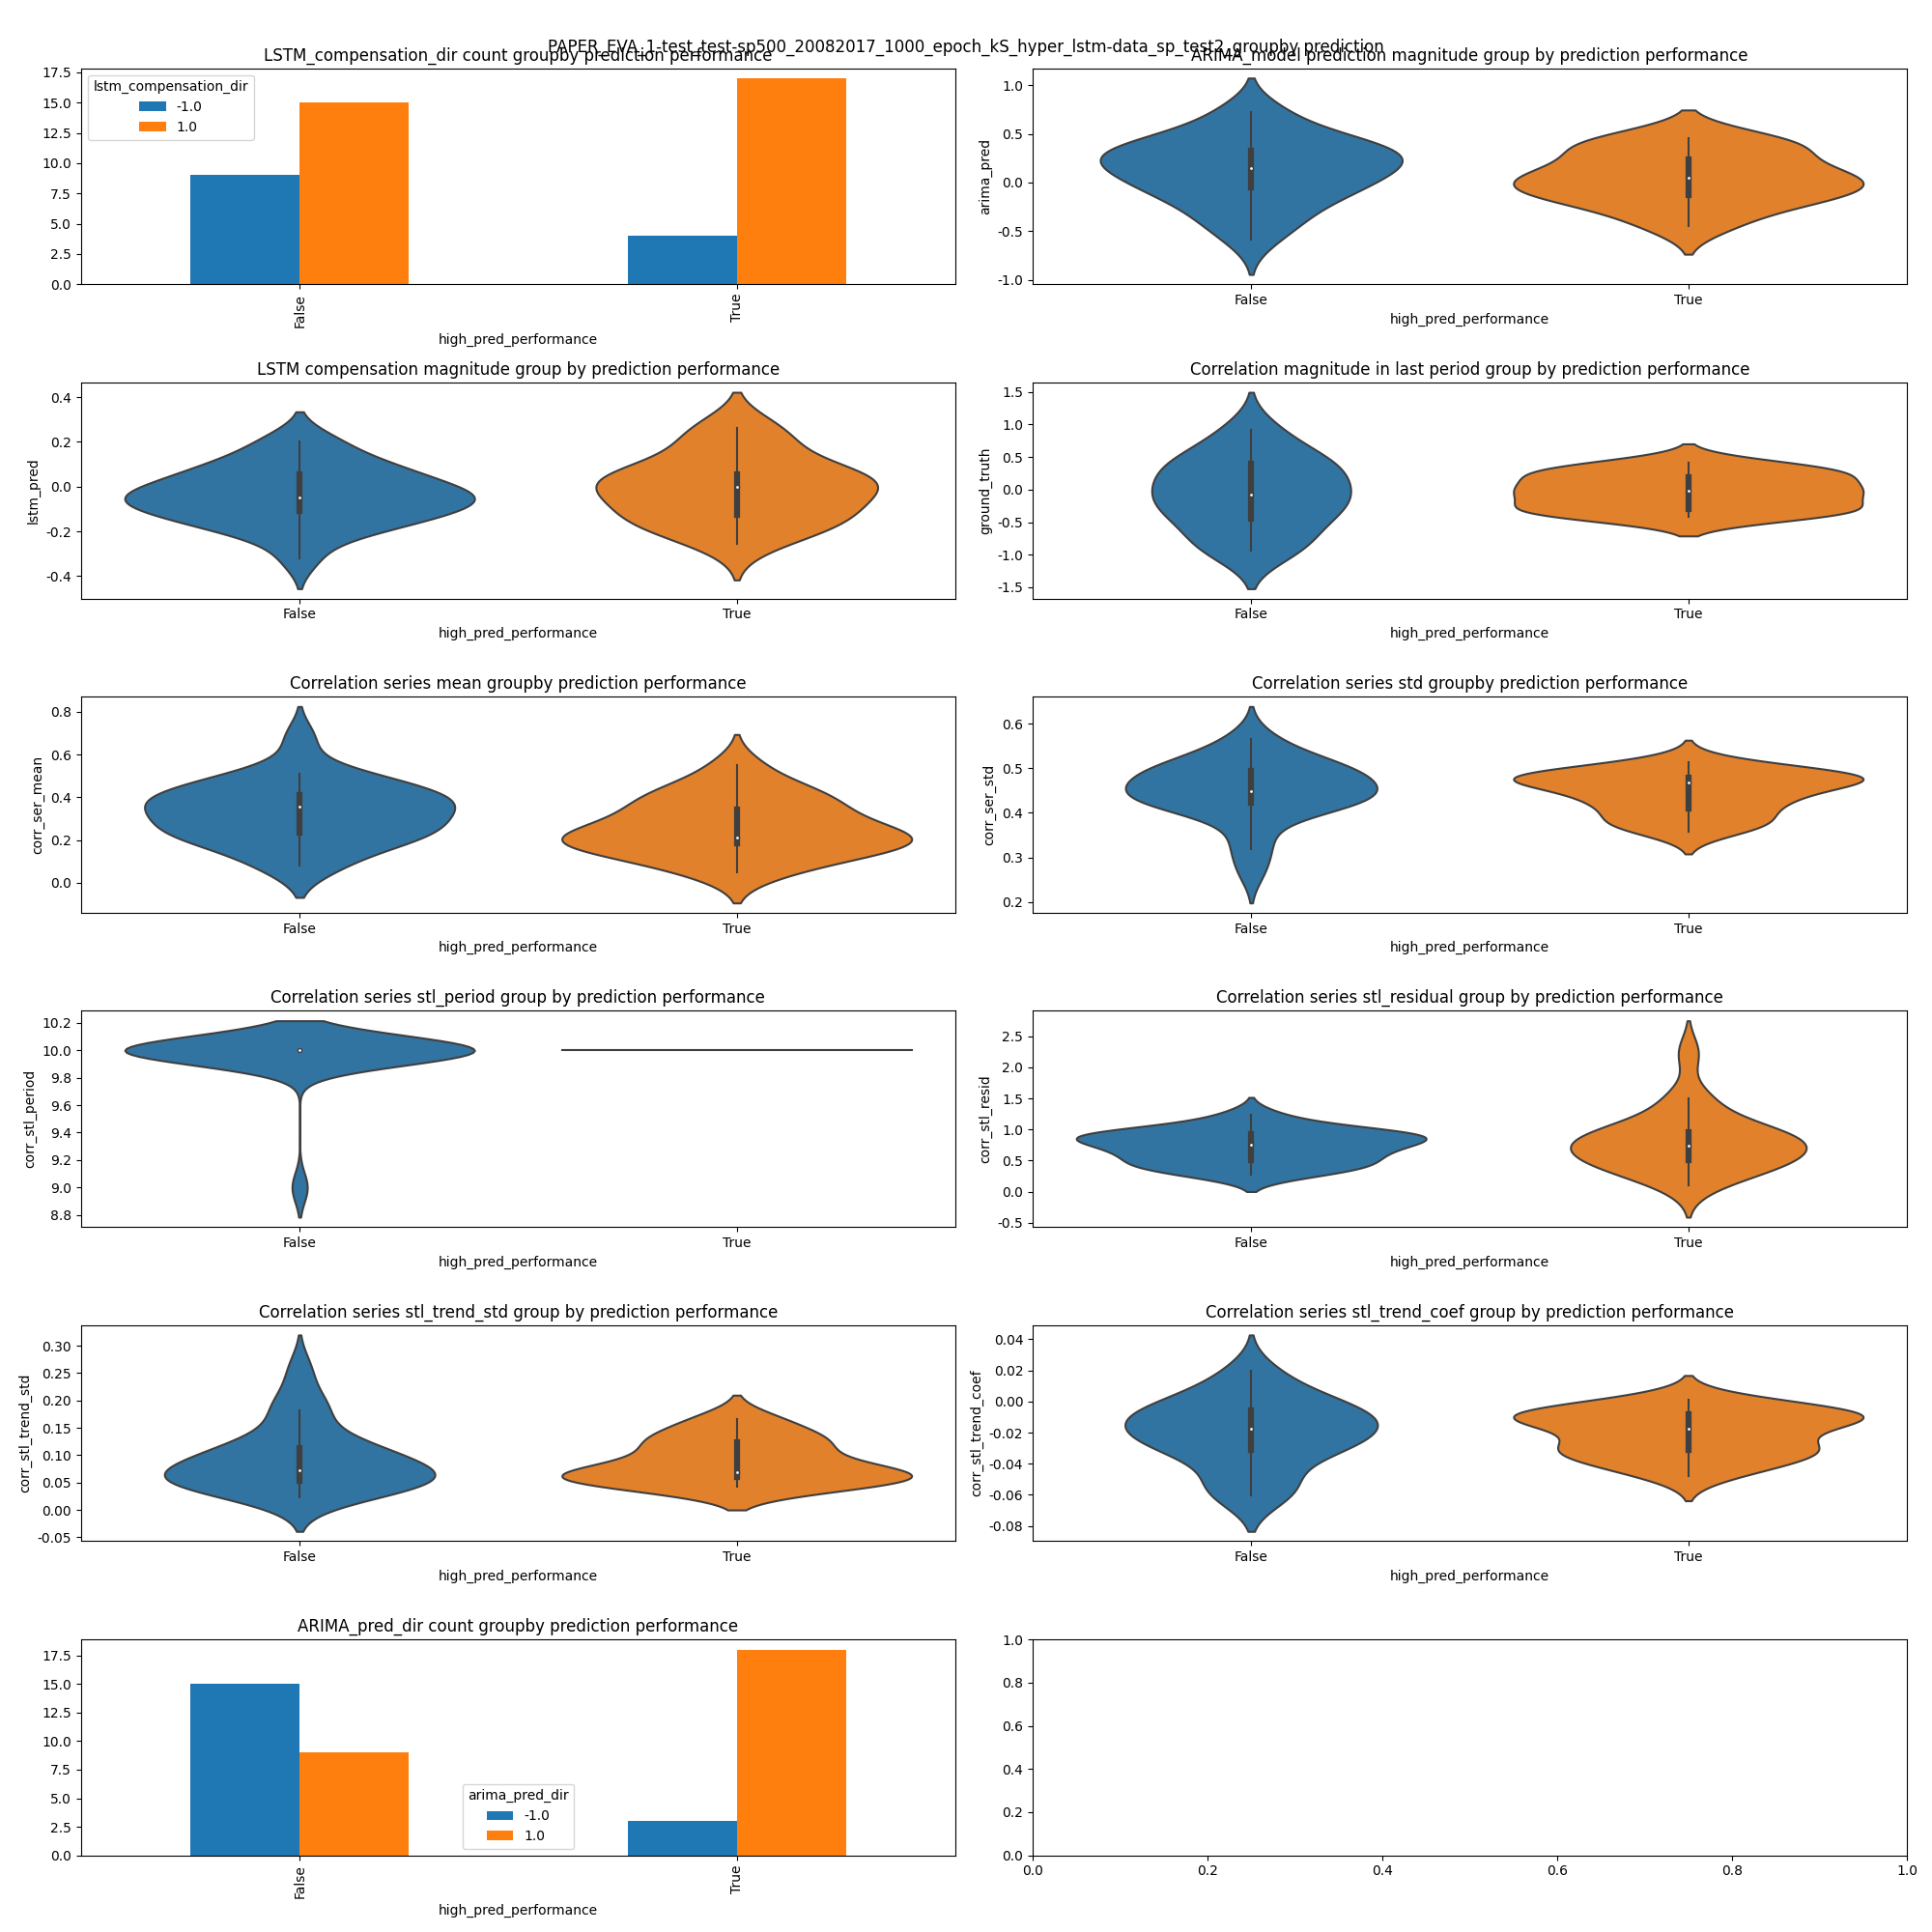 PAPER_EVA_1-test_test-sp500_20082017_1000_epoch_kS_hyper_lstm-data_sp_test2_groupby prediction
LSTM_compensation_dir count groupby prediction performance
17.5
15.0
12.5
10.0
7.5
5.0
2.5
0.0
lstm_compensation_dir
-1.0
1.0
False
True
high_pred_performance
ARIMA_model prediction magnitude group by prediction performance
arima_pred
1.0
0.5
0.0
-0.5
-1.0
False
True
high_pred_performance
LSTM compensation magnitude group by prediction performance
lstm_pred
0.4
0.2
0.0
-0.2
-0.4
False
True
high_pred_performance
Correlation magnitude in last period group by prediction performance
ground_truth
1.5
1.0
0.5
0.0
-0.5
-1.0
-1.5
False
True
high_pred_performance
Correlation series mean groupby prediction performance
corr_ser_mean
0.8
0.6
0.4
0.2
0.0
False
True
high_pred_performance
Correlation series std groupby prediction performance
corr_ser_std
0.6
0.5
0.4
0.3
0.2
False
True
high_pred_performance
Correlation series stl_period group by prediction performance
corr_stl_period
10.2
10.0
9.8
9.6
9.4
9.2
9.0
8.8
False
True
high_pred_performance
Correlation series stl_residual group by prediction performance
corr_stl_resid
2.5
2.0
1.5
1.0
0.5
0.0
-0.5
False
True
high_pred_performance
Correlation series stl_trend_std group by prediction performance
corr_stl_trend_std
0.30
0.25
0.20
0.15
0.10
0.05
0.00
-0.05
False
True
high_pred_performance
Correlation series stl_trend_coef group by prediction performance
corr_stl_trend_coef
0.04
0.02
0.00
-0.02
-0.04
-0.06
-0.08
False
True
high_pred_performance
ARIMA_pred_dir count groupby prediction performance
17.5
15.0
12.5
10.0
7.5
5.0
2.5
0.0
arima_pred_dir
-1.0
1.0
False
True
high_pred_performance
1.0
0.8
0.6
0.4
0.2
0.0
0.0
0.2
0.4
0.6
0.8
1.0